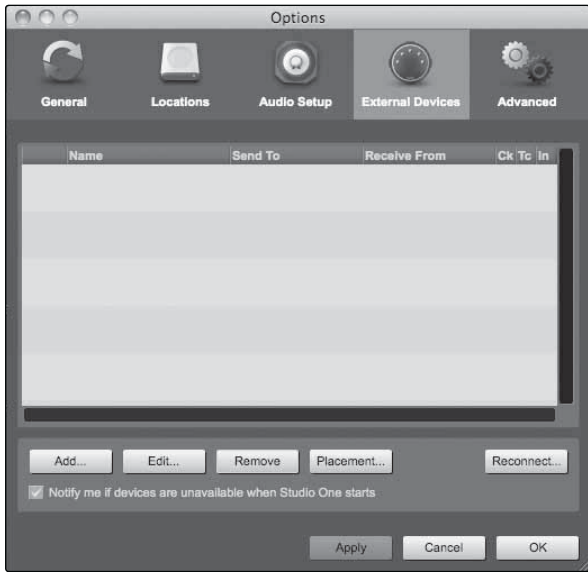 Options
General Locations Audio Setup External Devices Advanced
Name Send To Receive From Ck Tc In
Add... Edit... Remove Placement... Reconnect...
Notify me if devices are unavailable when Studio One starts
Apply Cancel OK